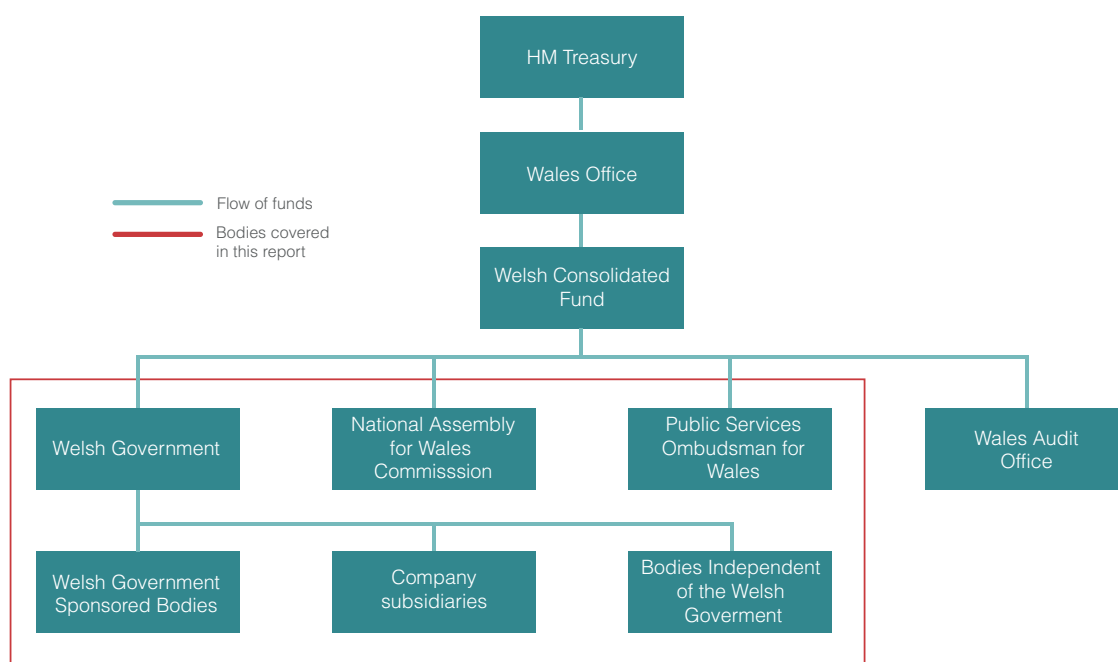 HM Treasury
Wales Office
Flow of funds
Bodies covered
in this report
Welsh Consolidated
Fund
Welsh Government
National Assembly
for Wales
Commisssion
Public Services
Ombudsman for
Wales
Wales Audit
Office
Welsh Government
Sponsored Bodies
Company
subsidiaries
Bodies Independent
of the Welsh
Goverment